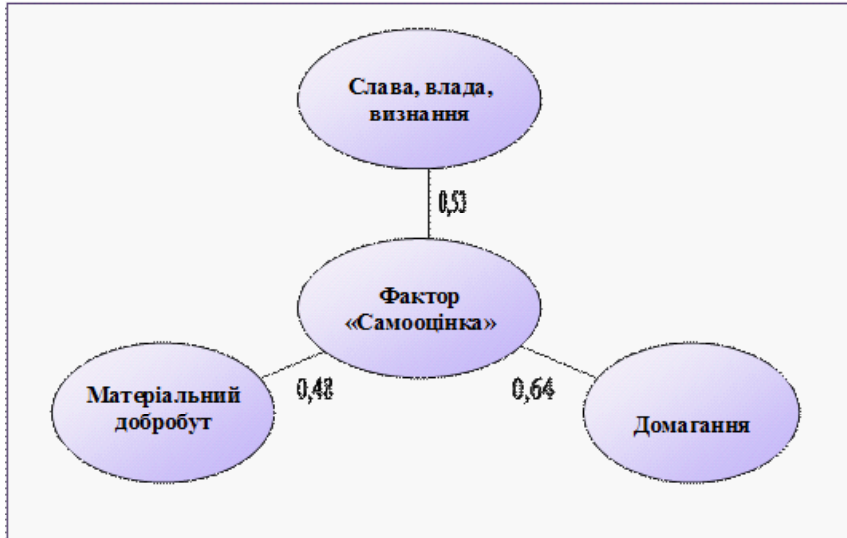 Слава, влада,
визнання
0,53
Фактор
«Самооцінка»
0,48
0,64
Матеріальний
добробут
Домагання